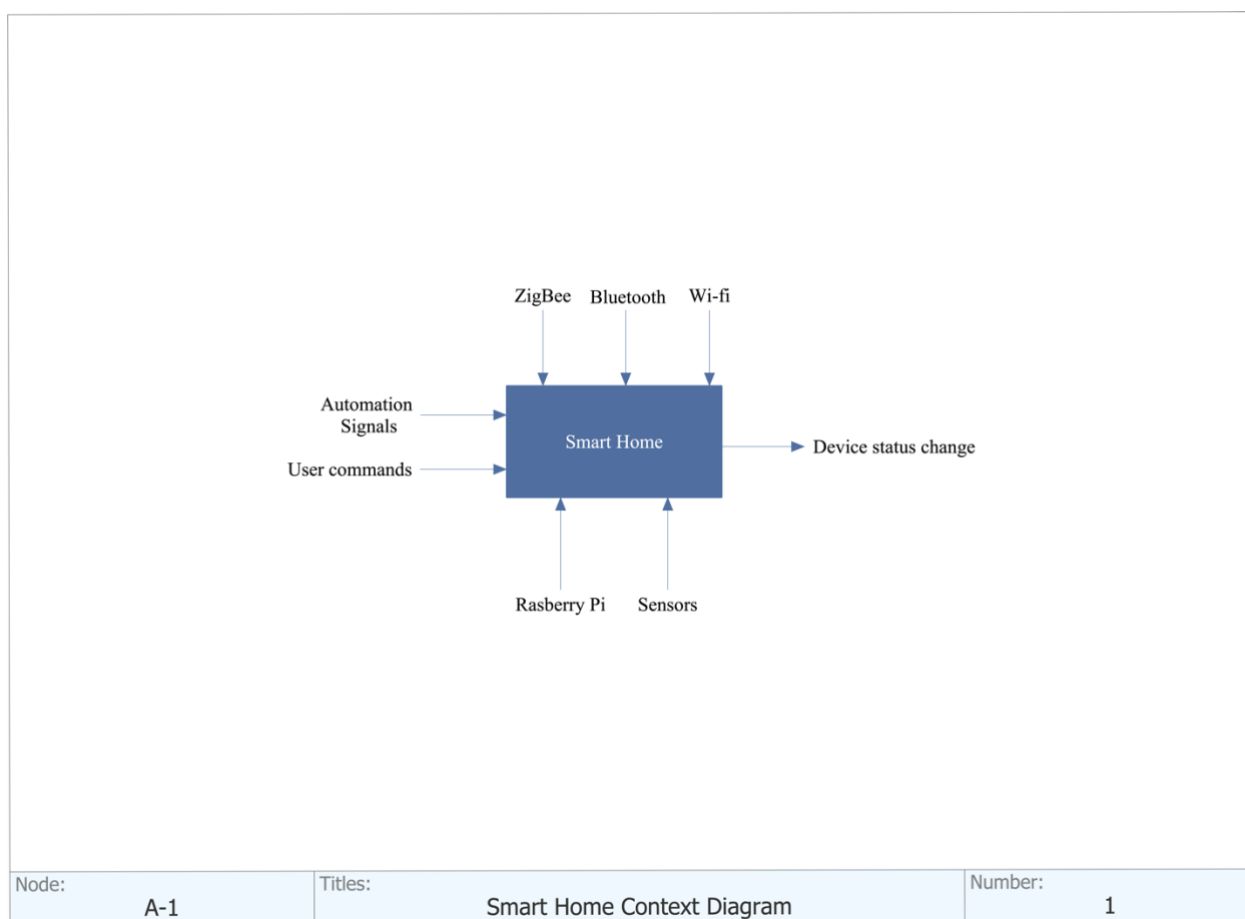 ZigBee Bluetooth Wi-fi
Automation
Signals
Smart Home
Device status change
User commands
Rasberry Pi Sensors
Node:
A-1
Titles:
Smart Home Context Diagram
Number:
1